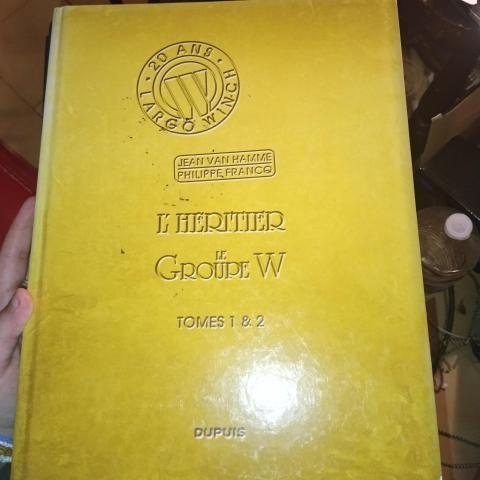 • 20 ANS •
LARGO WINCH
W
JEAN VAN HAMME
PHILIPPE FRANCQ
L'HÉRITIER
LE
GROUPE W
TOMES 1 & 2
DUPUIS